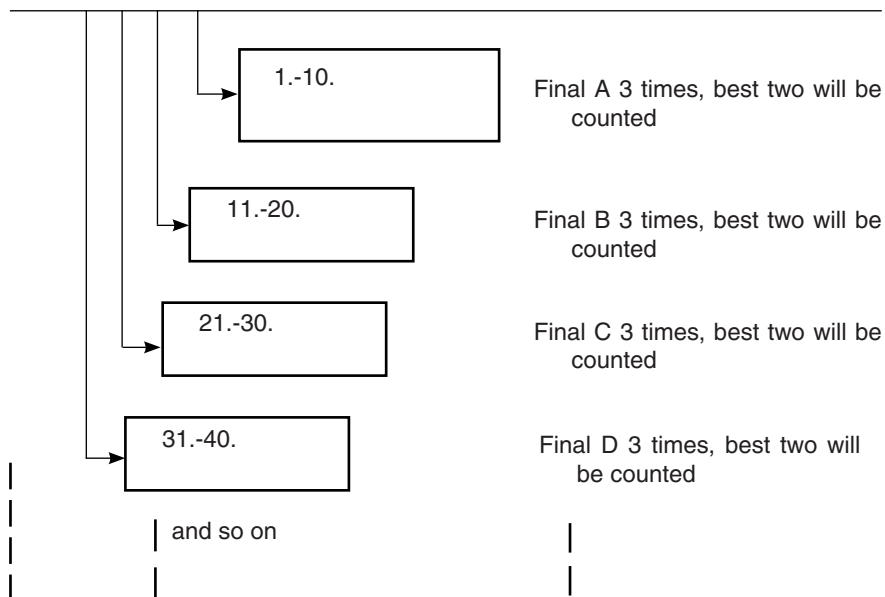 1.-10.
Final A 3 times, best two will be
counted
11.-20.
Final B 3 times, best two will be
counted
21.-30.
Final C 3 times, best two will be
counted
31.-40.
Final D 3 times, best two will
be counted
and so on